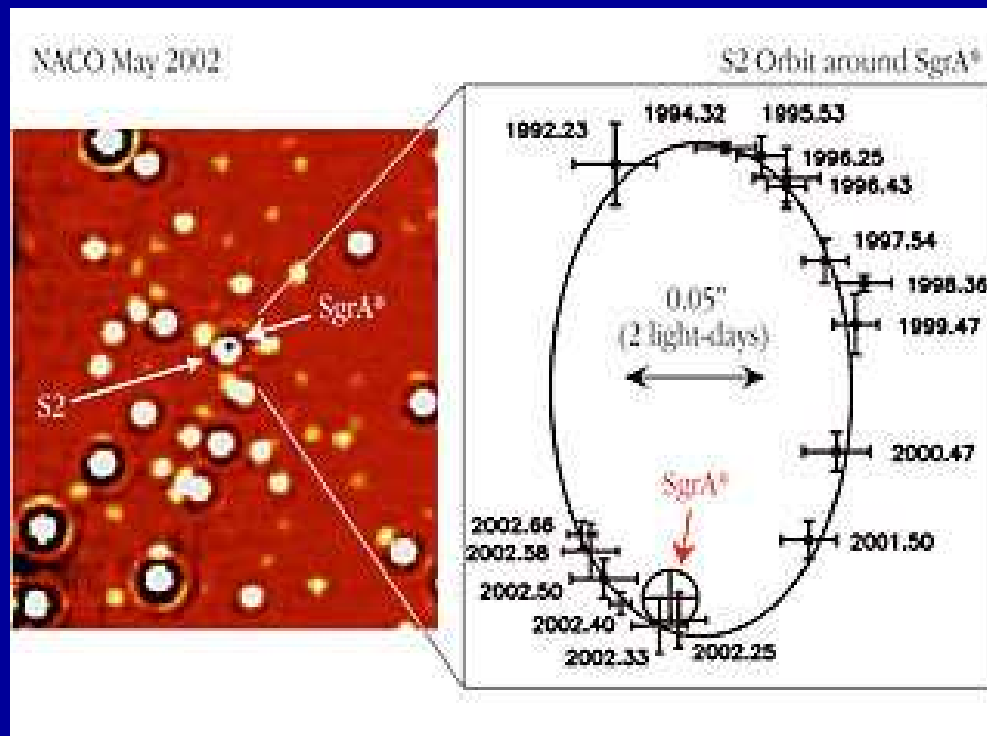 NACO May 2002
S2 Orbit around SgrA*
SgrA*
S2
1992.23
1994.32
1995.53
1996.25
1996.43
1997.54
1998.36
1999.47
0.05"
(2 light-days)
2000.47
SgrA*
2001.50
2002.66
2002.58
2002.50
2002.40
2002.33
2002.25